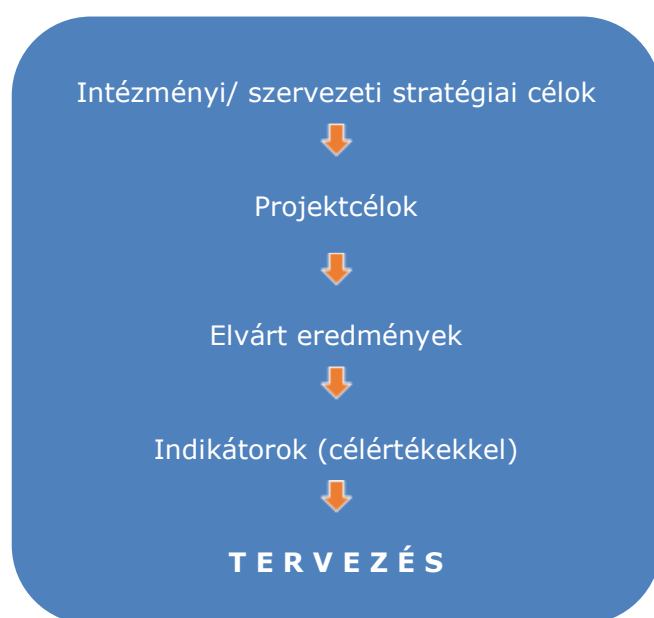 Intézményi/ szervezeti stratégiai célok
Projektcélok
Elvárt eredmények
Indikátorok (célértékekkel)
T E R V E Z É S